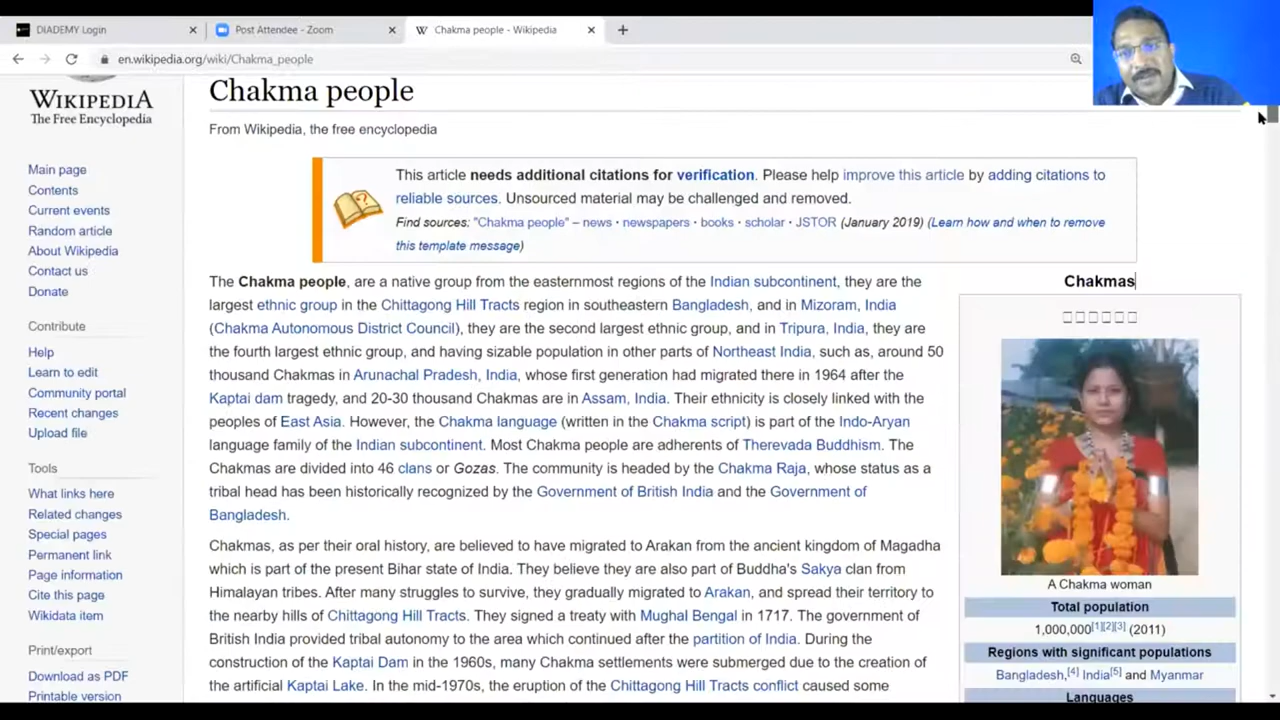 DIADEMY Login
Post Attendee - Zoom
Chakma people - Wikipedia
en.wikipedia.org/wiki/Chakma_people
WIKIPEDIA
The Free Encyclopedia
Main page
Contents
Current events
Random article
About Wikipedia
Contact us
Donate
Contribute
Help
Learn to edit
Community portal
Recent changes
Upload file
Tools
What links here
Related changes
Special pages
Permanent link
Page information
Cite this page
Wikidata item
Print/export
Download as PDF
Printable version
Chakma people
From Wikipedia, the free encyclopedia
This article needs additional citations for verification. Please help improve this article by adding citations to
reliable sources. Unsourced material may be challenged and removed.
Find sources: "Chakma people" – news · newspapers · books · scholar · JSTOR (January 2019) (Learn how and when to remove
this template message)
The Chakma people, are a native group from the easternmost regions of the Indian subcontinent, they are the
largest ethnic group in the Chittagong Hill Tracts region in southeastern Bangladesh, and in Mizoram, India
(Chakma Autonomous District Council), they are the second largest ethnic group, and in Tripura, India, they are
the fourth largest ethnic group, and having sizable population in other parts of Northeast India, such as, around 50
thousand Chakmas in Arunachal Pradesh, India, whose first generation had migrated there in 1964 after the
Kaptai dam tragedy, and 20-30 thousand Chakmas are in Assam, India. Their ethnicity is closely linked with the
peoples of East Asia. However, the Chakma language (written in the Chakma script) is part of the Indo-Aryan
language family of the Indian subcontinent. Most Chakma people are adherents of Therevada Buddhism. The
Chakmas are divided into 46 clans or Gozas. The community is headed by the Chakma Raja, whose status as a
tribal head has been historically recognized by the Government of British India and the Government of
Bangladesh.
Chakmas, as per their oral history, are believed to have migrated to Arakan from the ancient kingdom of Magadha
which is part of the present Bihar state of India. They believe they are also part of Buddha's Sakya clan from
Himalayan tribes. After many struggles to survive, they gradually migrated to Arakan, and spread their territory to
the nearby hills of Chittagong Hill Tracts. They signed a treaty with Mughal Bengal in 1717. The government of
British India provided tribal autonomy to the area which continued after the partition of India. During the
construction of the Kaptai Dam in the 1960s, many Chakma settlements were submerged due to the creation of
the artificial Kaptai Lake. In the mid-1970s, the eruption of the Chittagong Hill Tracts conflict caused some
Chakmas
A Chakma woman
Total population
1,000,000[1][2][3] (2011)
Regions with significant populations
Bangladesh,[4] India[5] and Myanmar
Languages